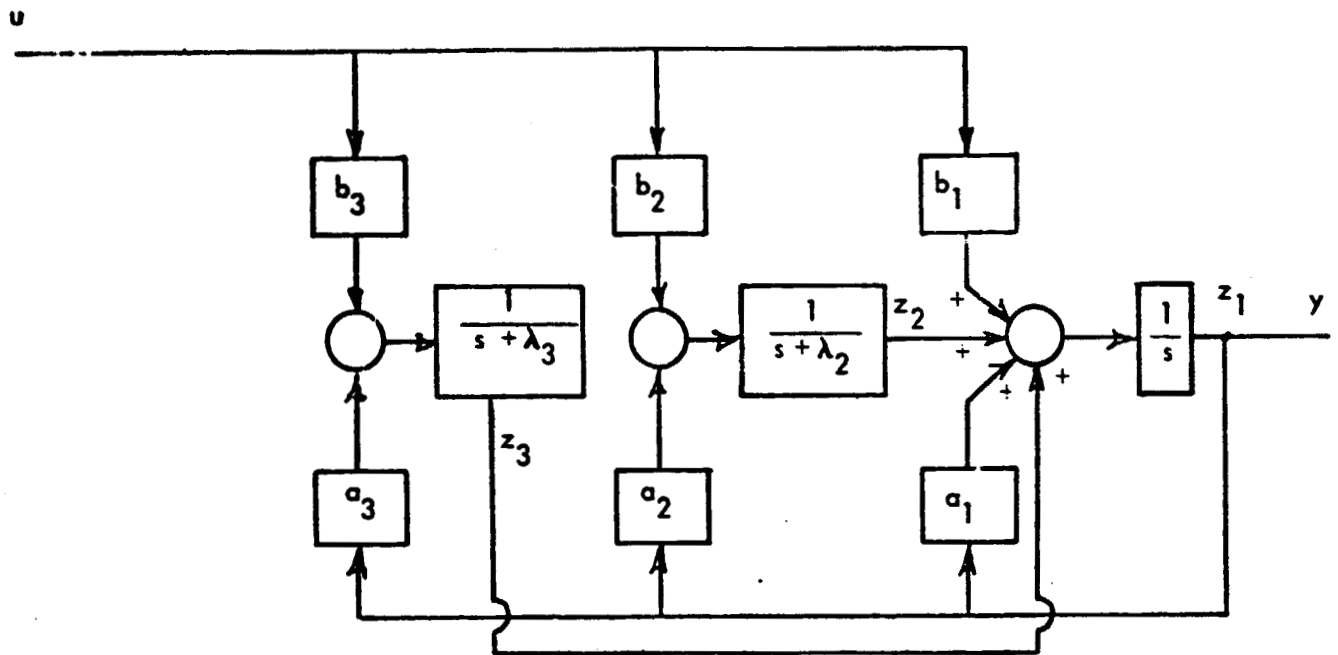 u
b₃ b₂ b₁
1 / (s + λ₃) 1 / (s + λ₂) z₂ + + + + 1 / s z₁ y
z₃
a₃ a₂ a₁